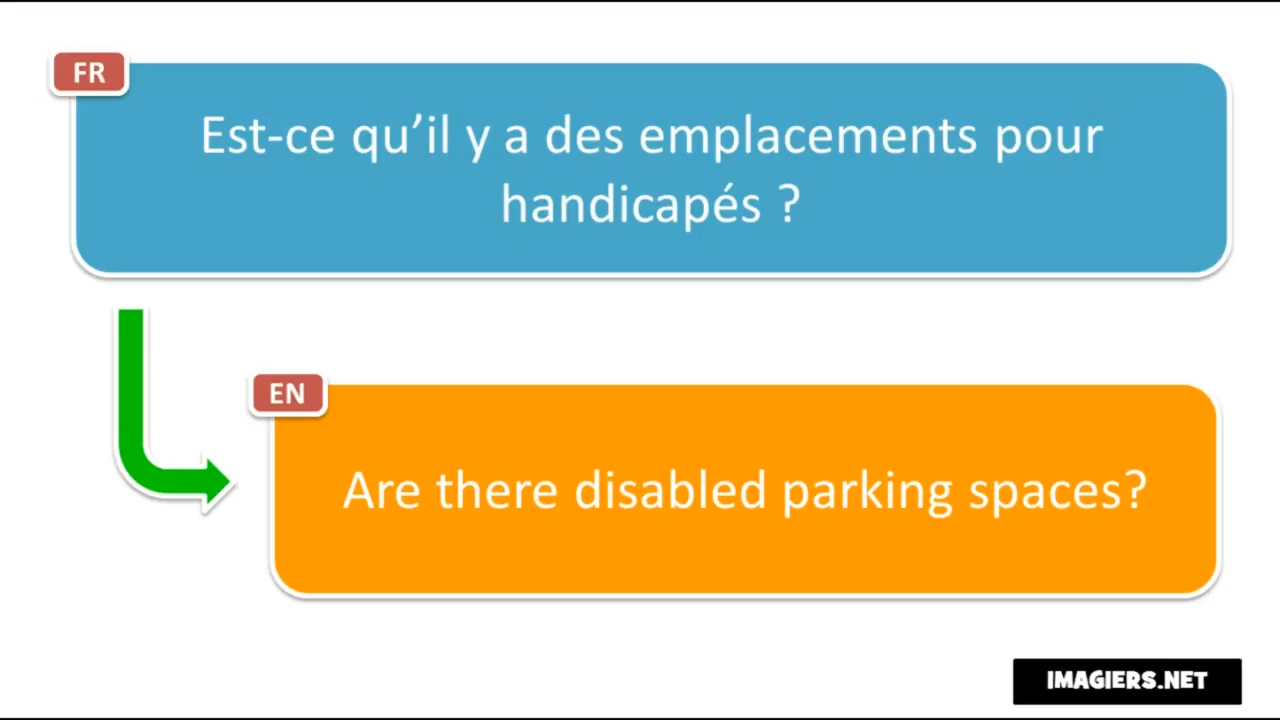 FR
Est-ce qu’il y a des emplacements pour
handicapés ?
EN
Are there disabled parking spaces?
IMAGIERS.NET